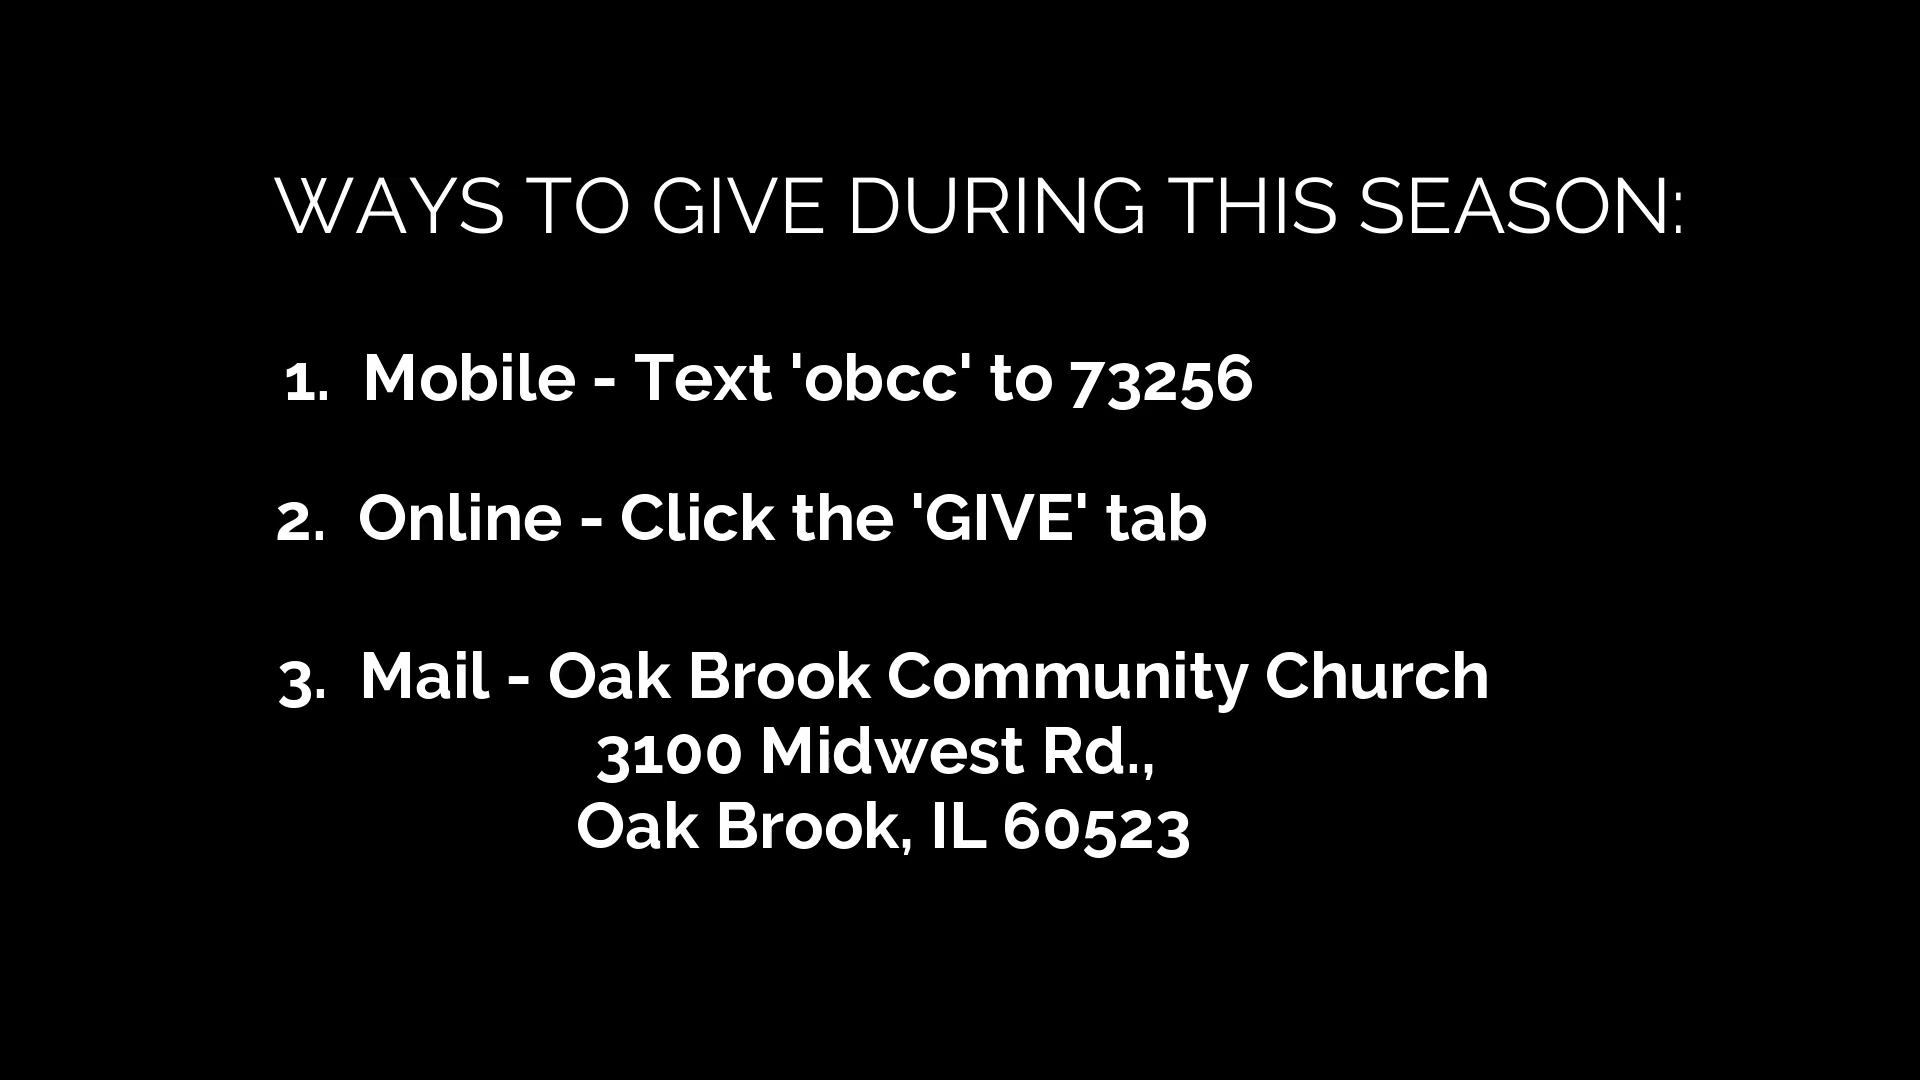 WAYS TO GIVE DURING THIS SEASON:
1. Mobile - Text 'obcc' to 73256
2. Online - Click the 'GIVE' tab
3. Mail - Oak Brook Community Church
3100 Midwest Rd.,
Oak Brook, IL 60523